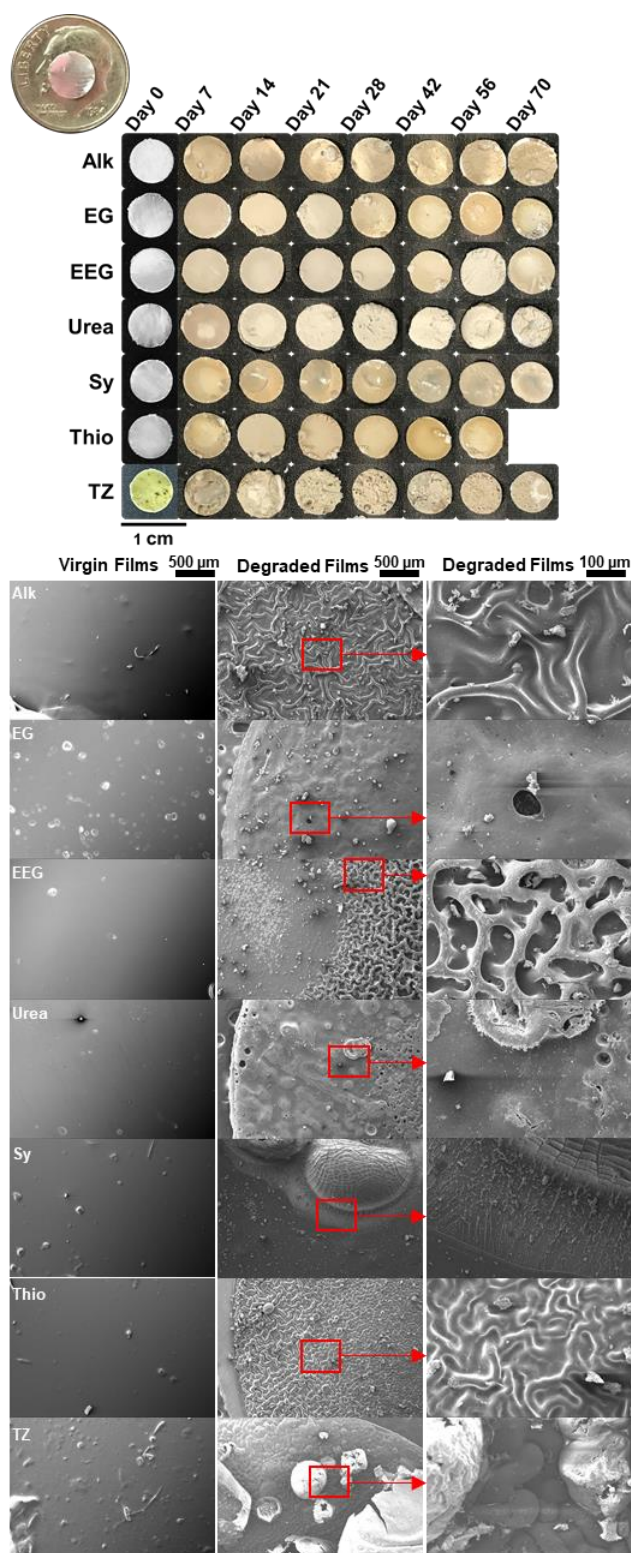 LIBERTY
Day 0 Day 7 Day 14 Day 21 Day 28 Day 42 Day 56 Day 70
Alk
EG
EEG
Urea
Sy
Thio
TZ
1 cm
Virgin Films 500 µm Degraded Films 500 µm Degraded Films 100 µm
Alk
EG
EEG
Urea
Sy
Thio
TZ